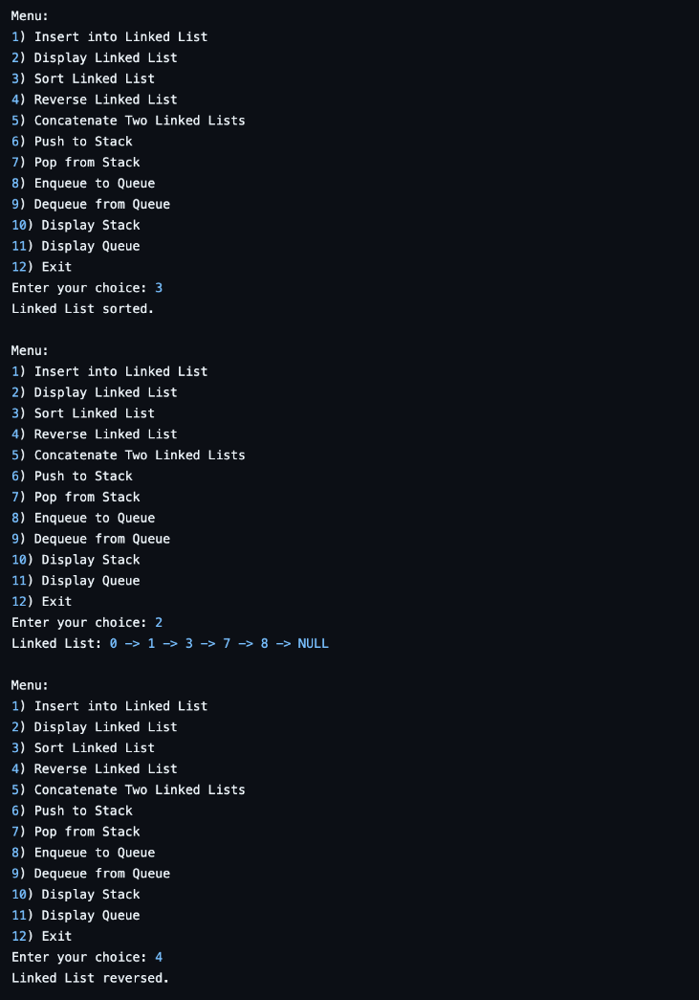 Menu:
1) Insert into Linked List
2) Display Linked List
3) Sort Linked List
4) Reverse Linked List
5) Concatenate Two Linked Lists
6) Push to Stack
7) Pop from Stack
8) Enqueue to Queue
9) Dequeue from Queue
10) Display Stack
11) Display Queue
12) Exit
Enter your choice: 3
Linked List sorted.

Menu:
1) Insert into Linked List
2) Display Linked List
3) Sort Linked List
4) Reverse Linked List
5) Concatenate Two Linked Lists
6) Push to Stack
7) Pop from Stack
8) Enqueue to Queue
9) Dequeue from Queue
10) Display Stack
11) Display Queue
12) Exit
Enter your choice: 2
Linked List: 0 -> 1 -> 3 -> 7 -> 8 -> NULL

Menu:
1) Insert into Linked List
2) Display Linked List
3) Sort Linked List
4) Reverse Linked List
5) Concatenate Two Linked Lists
6) Push to Stack
7) Pop from Stack
8) Enqueue to Queue
9) Dequeue from Queue
10) Display Stack
11) Display Queue
12) Exit
Enter your choice: 4
Linked List reversed.